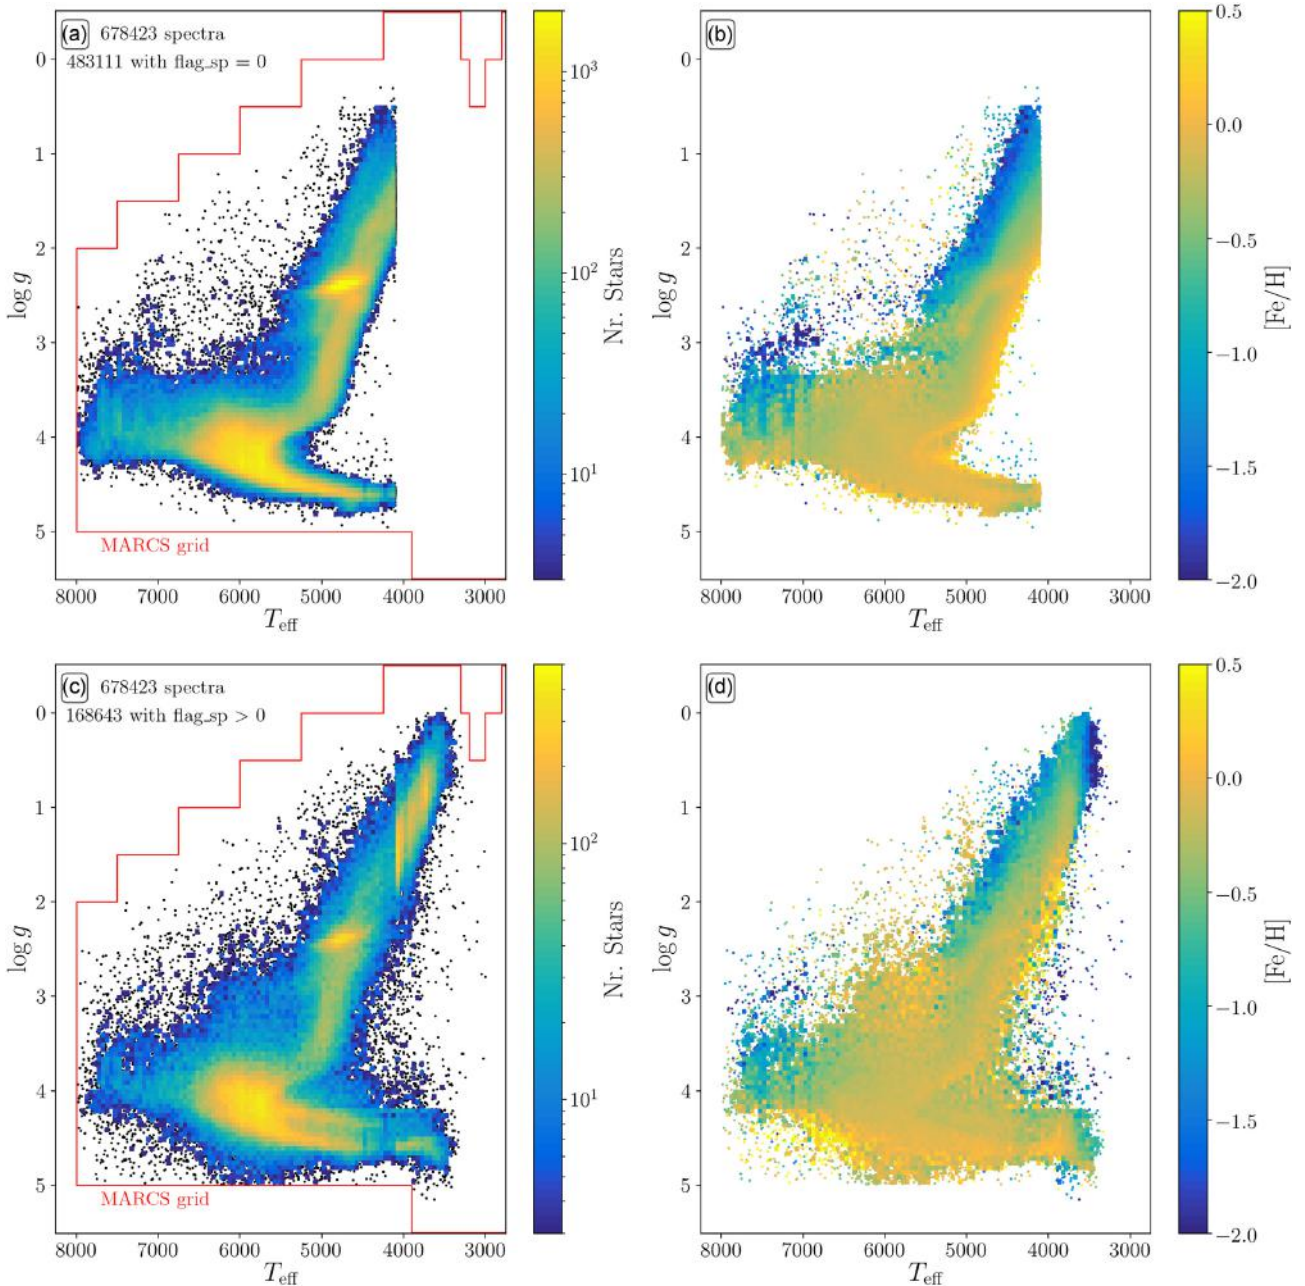 (a) 678423 spectra
483111 with flag_sp = 0
MARCS grid
0
1
2
3
4
5
log g
8000 7000 6000 5000 4000 3000
T_eff
10^3
10^2
10^1
Nr. Stars
(b)
0
1
2
3
4
5
log g
8000 7000 6000 5000 4000 3000
T_eff
0.5
0.0
−0.5
−1.0
−1.5
−2.0
[Fe/H]
(c) 678423 spectra
168643 with flag_sp > 0
MARCS grid
0
1
2
3
4
5
log g
8000 7000 6000 5000 4000 3000
T_eff
10^2
10^1
Nr. Stars
(d)
0
1
2
3
4
5
log g
8000 7000 6000 5000 4000 3000
T_eff
0.5
0.0
−0.5
−1.0
−1.5
−2.0
[Fe/H]